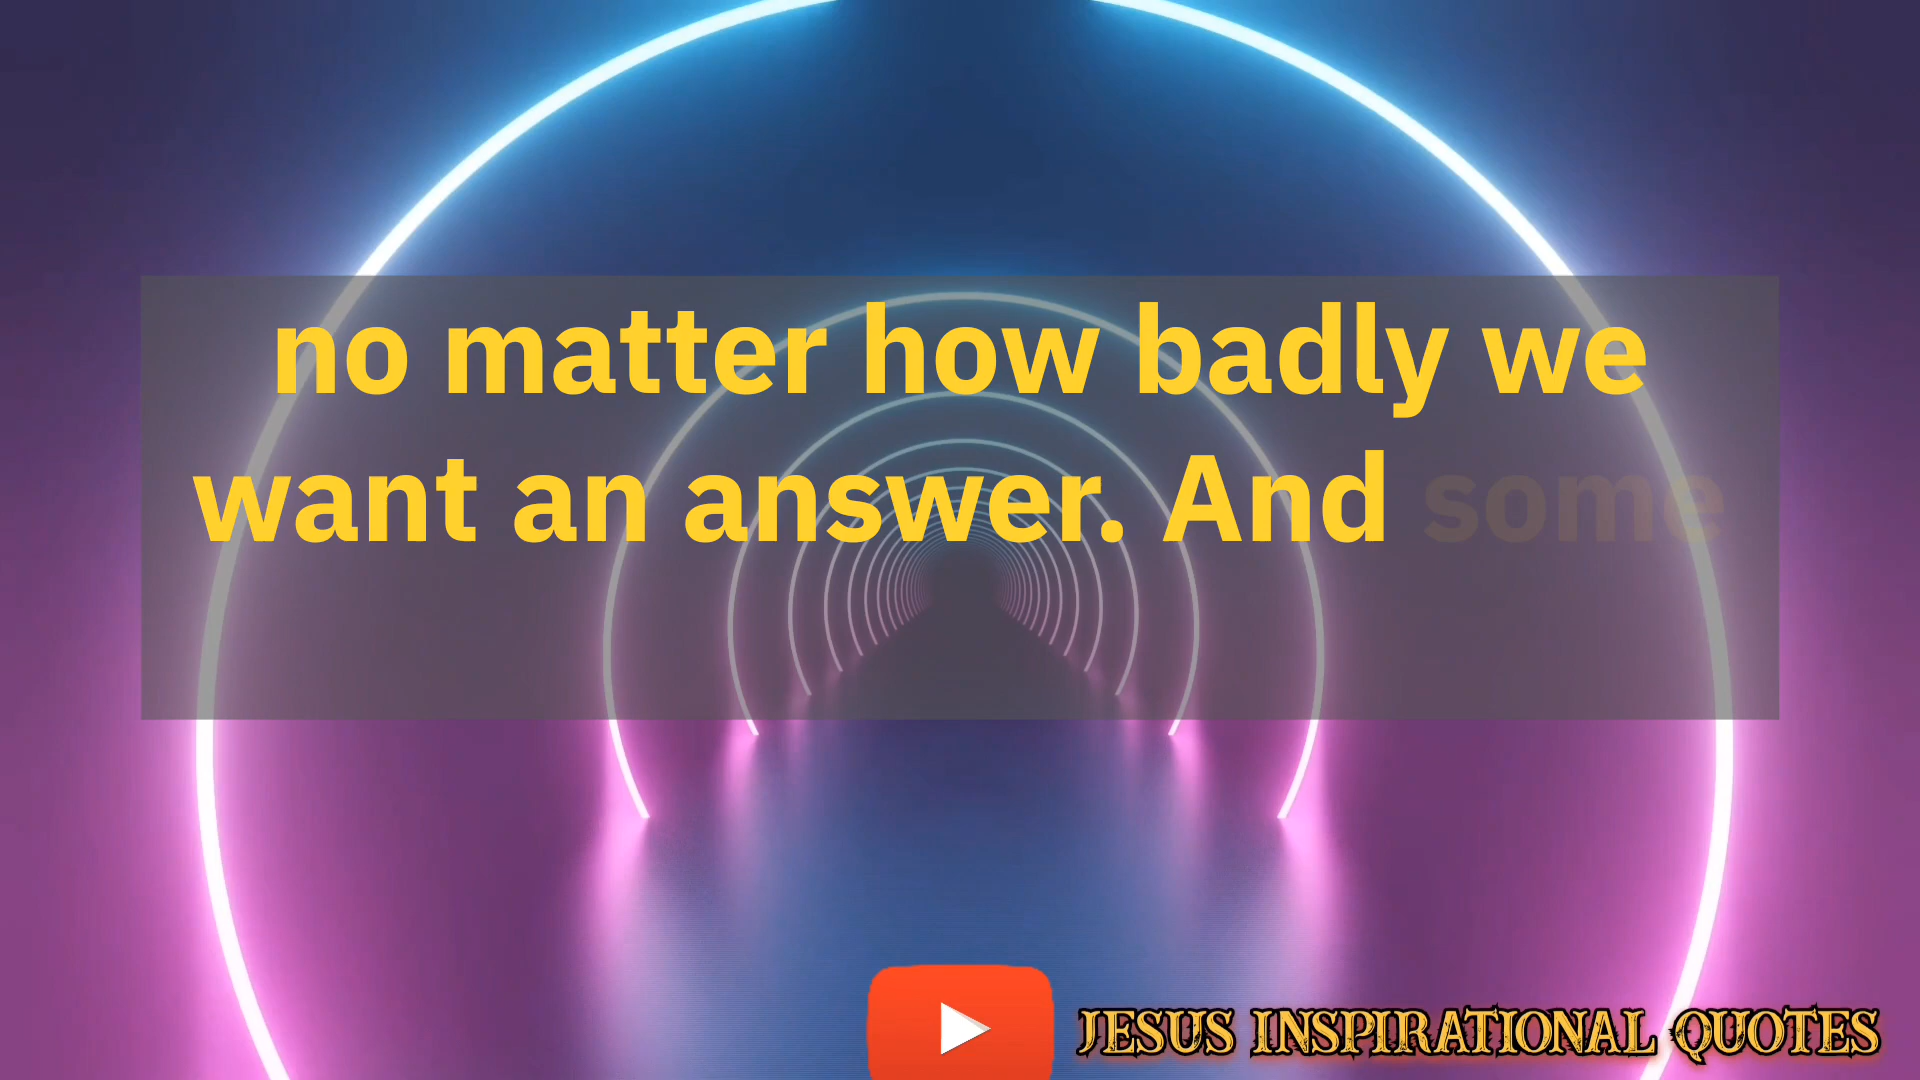 no matter how badly we
want an answer. And some
JESUS INSPIRATIONAL QUOTES